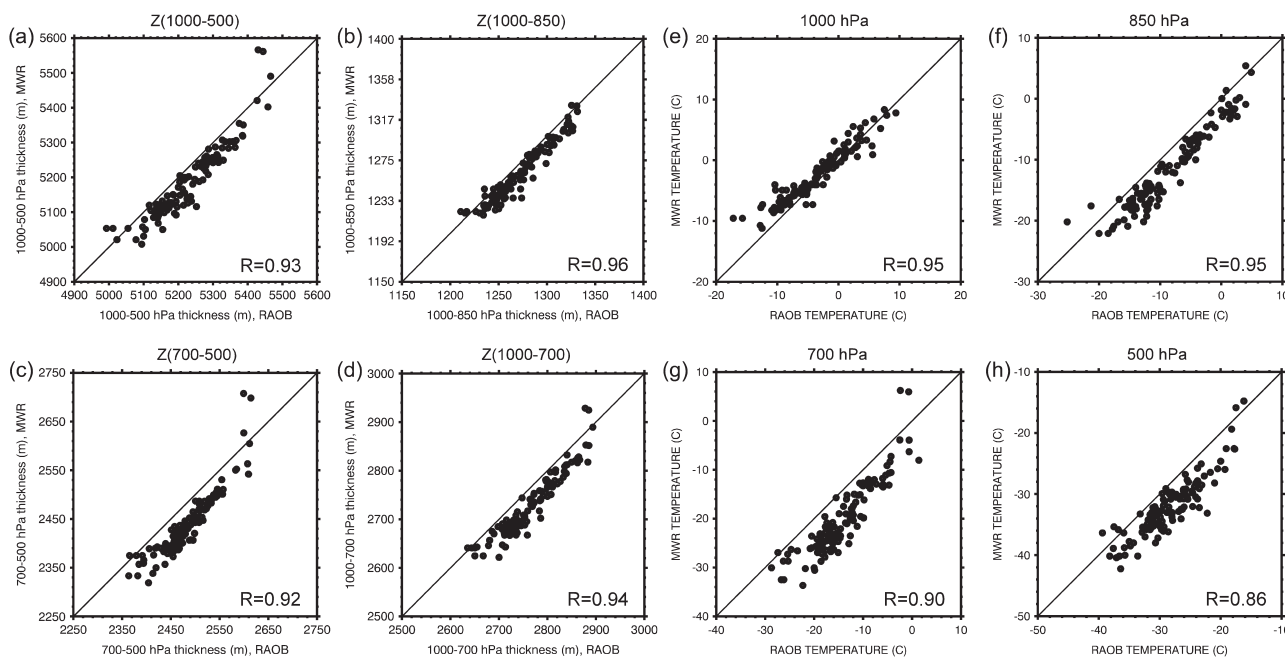 Z(1000-500)
(a)
5600
5500
5400
5300
5200
5100
5000
4900
1000-500 hPa thickness (m), MWR
R=0.93
4900 5000 5100 5200 5300 5400 5500 5600
1000-500 hPa thickness (m), RAOB
Z(1000-850)
(b)
1400
1358
1317
1275
1233
1192
1150
1000-850 hPa thickness (m), MWR
R=0.96
1150 1200 1250 1300 1350 1400
1000-850 hPa thickness (m), RAOB
1000 hPa
(e)
20
10
0
-10
-20
MWR TEMPERATURE (C)
R=0.95
-20 -10 0 10 20
RAOB TEMPERATURE (C)
850 hPa
(f)
10
0
-10
-20
-30
MWR TEMPERATURE (C)
R=0.95
-30 -20 -10 0 10
RAOB TEMPERATURE (C)
Z(700-500)
(c)
2750
2650
2550
2450
2350
2250
700-500 hPa thickness (m), MWR
R=0.92
2250 2350 2450 2550 2650 2750
700-500 hPa thickness (m), RAOB
Z(1000-700)
(d)
3000
2900
2800
2700
2600
2500
1000-700 hPa thickness (m), MWR
R=0.94
2500 2600 2700 2800 2900 3000
1000-700 hPa thickness (m), RAOB
700 hPa
(g)
10
0
-10
-20
-30
-40
MWR TEMPERATURE (C)
R=0.90
-40 -30 -20 -10 0 10
RAOB TEMPERATURE (C)
500 hPa
(h)
-10
-20
-30
-40
-50
MWR TEMPERATURE (C)
R=0.86
-50 -40 -30 -20 -10
RAOB TEMPERATURE (C)